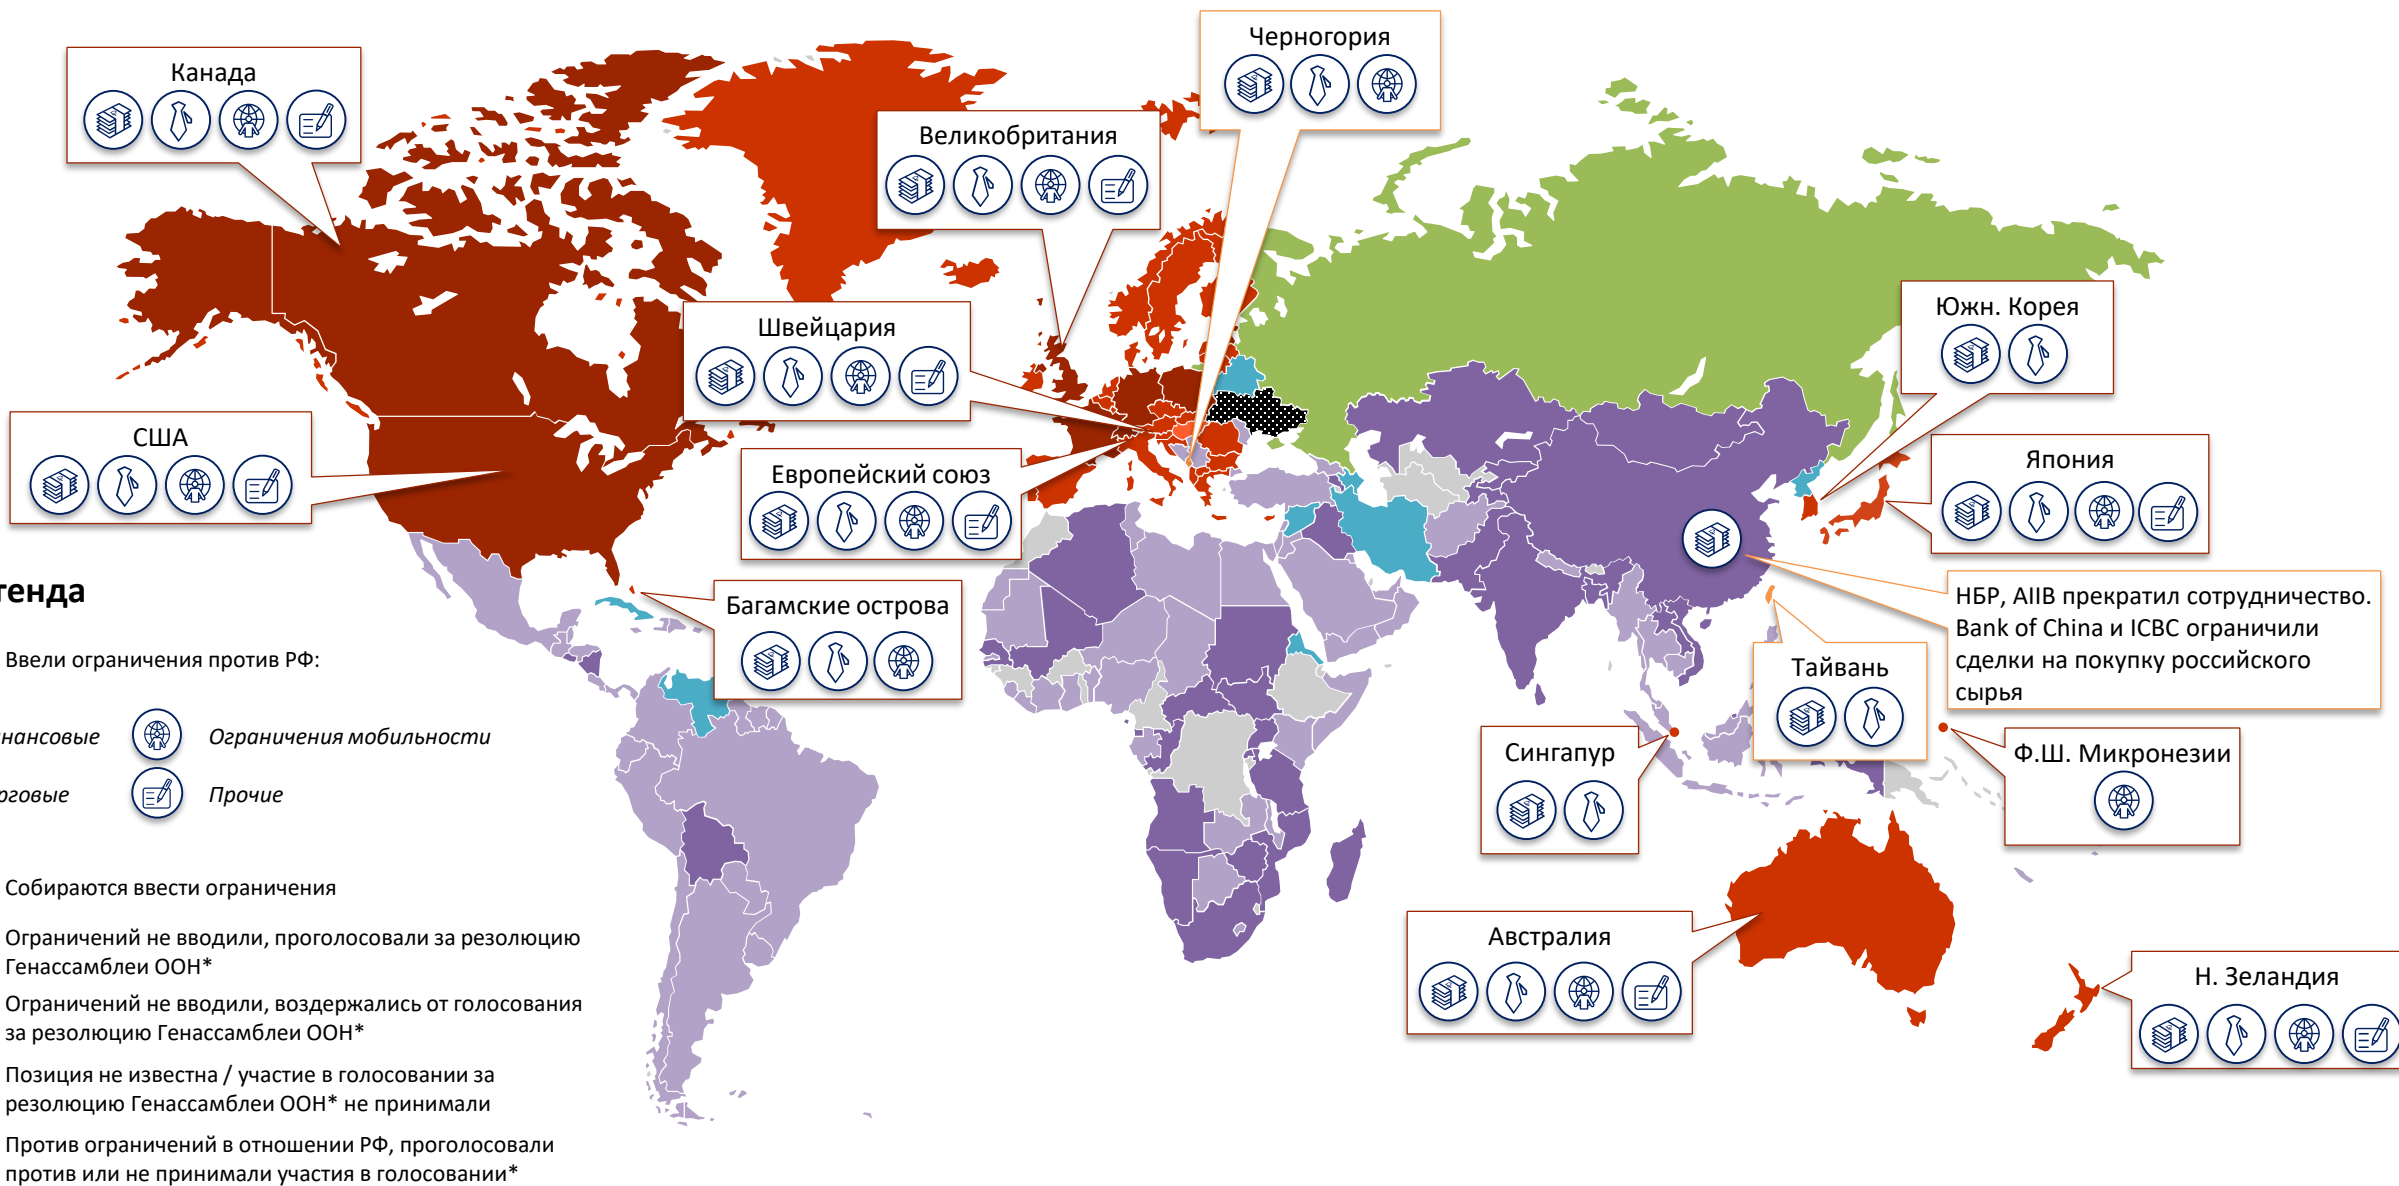 Черногория
Канада
Великобритания
Южн. Корея
Швейцария
США
Япония
Европейский союз
НБР, AIIB прекратил сотрудничество.
Bank of China и ICBC ограничили
сделки на покупку российского
сырья
Багамские острова
Тайвань
Сингапур
Ф.Ш. Микронезии
Австралия
Н. Зеландия
генда
Ввели ограничения против РФ:
нансовые
Ограничения мобильности
рговые
Прочие
Собираются ввести ограничения
Ограничений не вводили, проголосовали за резолюцию
Генассамблеи ООН*
Ограничений не вводили, воздержались от голосования
за резолюцию Генассамблеи ООН*
Позиция не известна / участие в голосовании за
резолюцию Генассамблеи ООН* не принимали
Против ограничений в отношении РФ, проголосовали
против или не принимали участия в голосовании*